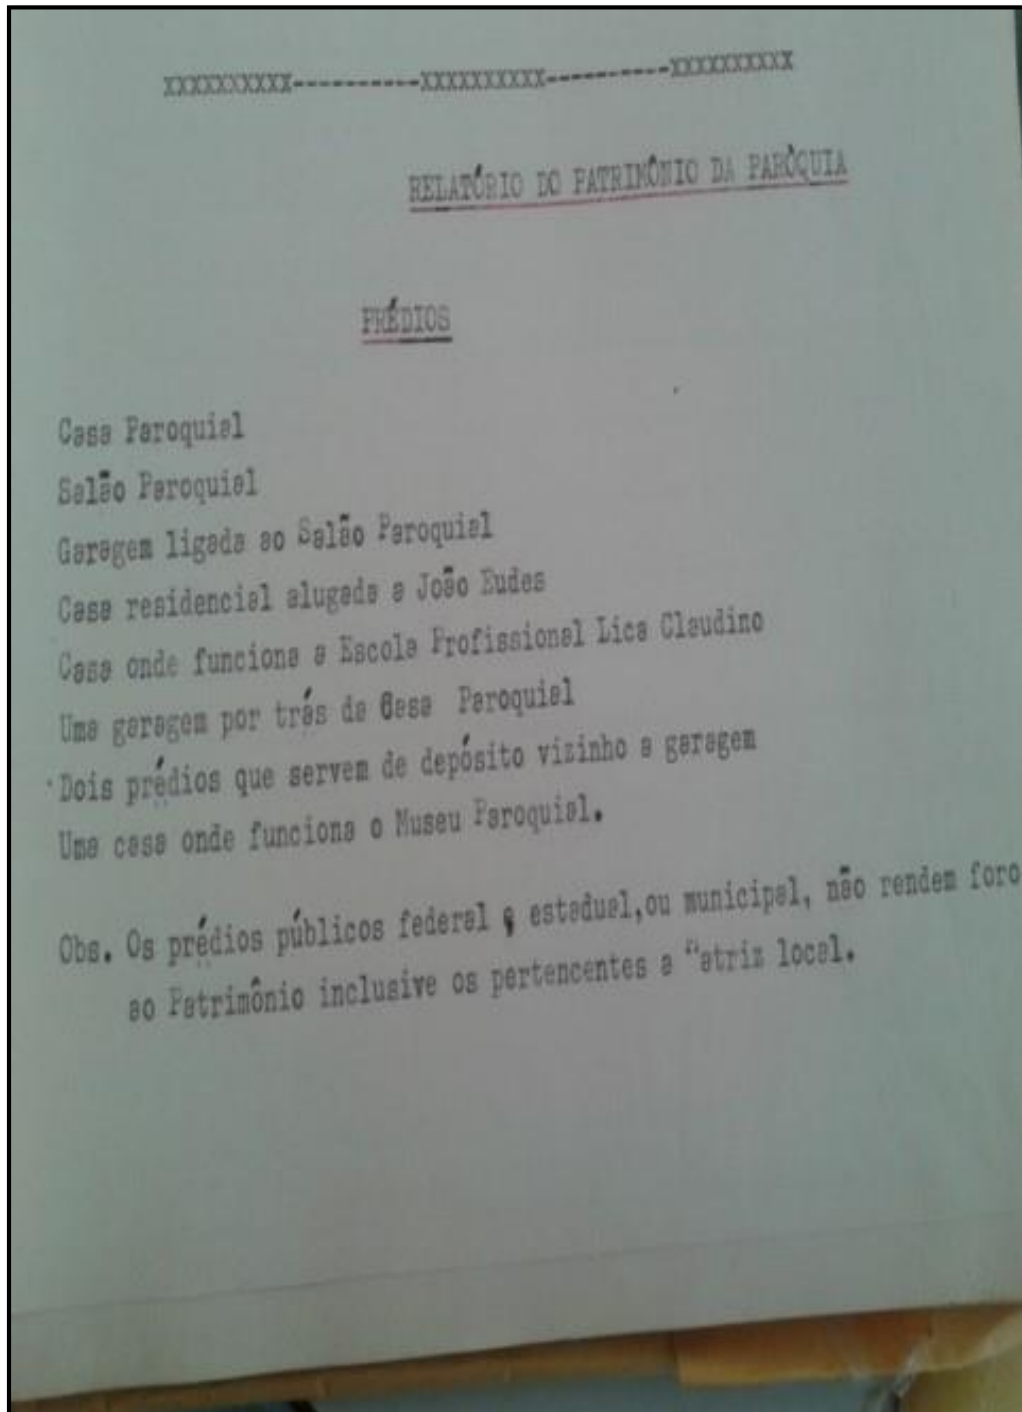 XXXXXXXXXX----------XXXXXXXXXX----------XXXXXXXXXX
RELATÓRIO DO PATRIMÔNIO DA PARÓQUIA
PRÉDIOS
Casa Paroquial
Salão Paroquial
Garagem ligada ao Salão Paroquial
Casa residencial alugada a João Eudes
Casa onde funciona a Escola Profissional Lica Claudino
Uma garagem por trás da Casa Paroquial
Dois prédios que servem de depósito vizinho a garagem
Uma casa onde funciona o Museu Paroquial.
Obs. Os prédios públicos federal, estadual,ou municipal, não rendem foro
ao Patrimônio inclusive os pertencentes a "atriz local.